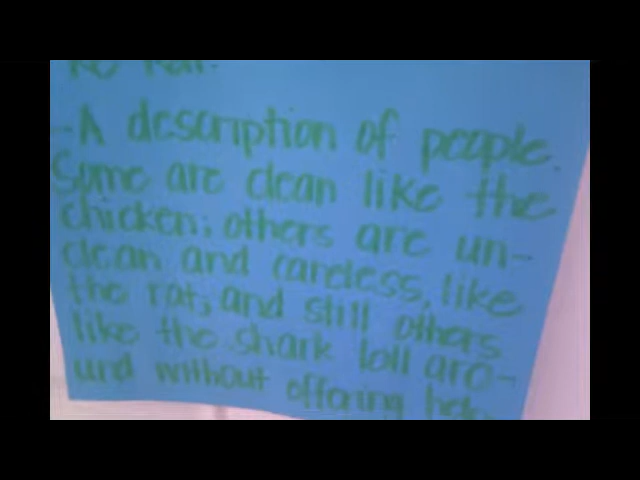 - A description of people.
Some are clean like the
chicken; others are un-
clean and careless, like
the rat, and still others
like the shark loll aro-
und without offering help